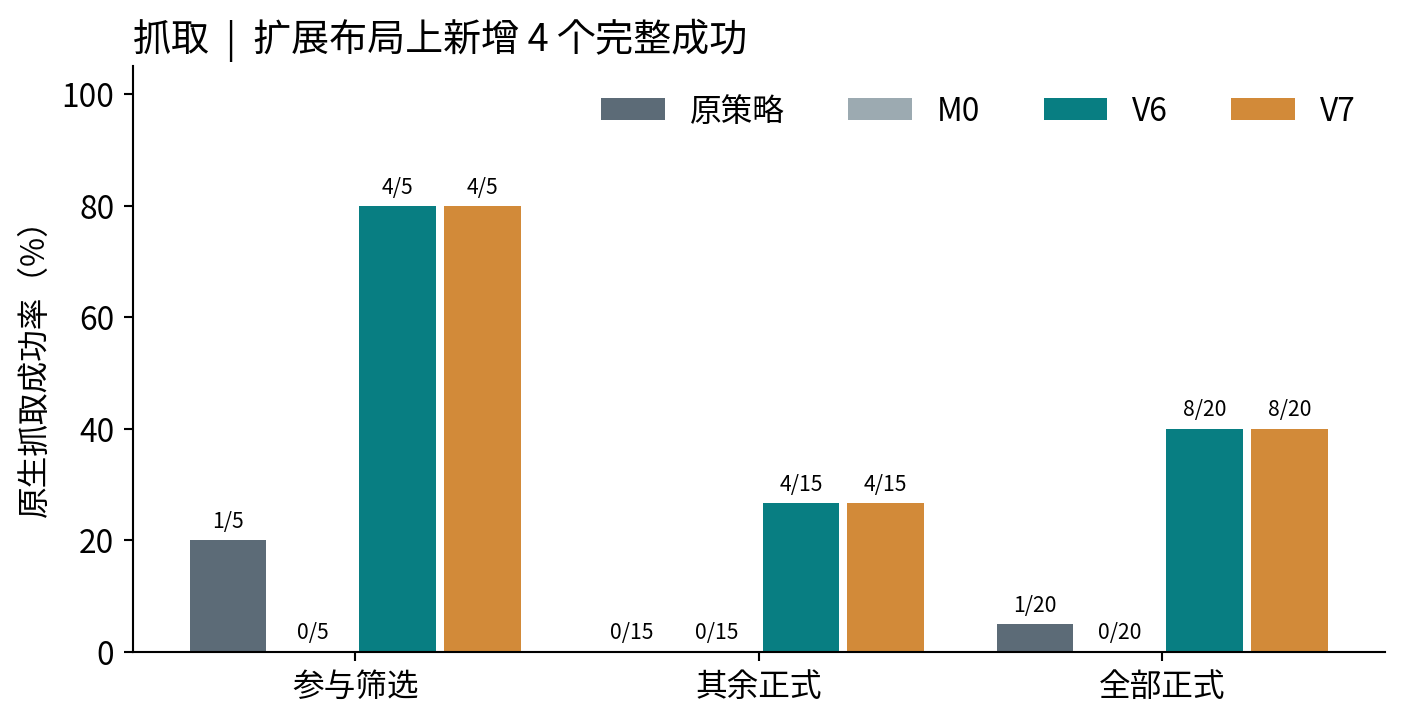 抓取 | 扩展布局上新增 4 个完整成功
原策略 M0 V6 V7
原生抓取成功率（%）
100
80
60
40
20
0
1/5 0/5 4/5 4/5
0/15 0/15 4/15 4/15
1/20 0/20 8/20 8/20
参与筛选 其余正式 全部正式